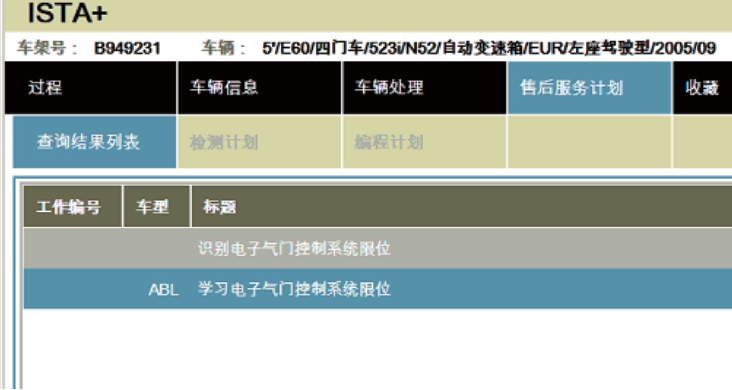 ISTA+
车架号： B949231 车辆： 5'/E60/四门车/523i/N52/自动变速箱/EUR/左座驾驶型/2005/09
过程 车辆信息 车辆处理 售后服务计划 收藏
查询结果列表 检测计划 编程计划
工作编号 车型 标题
识别电子气门控制系统限位
ABL 学习电子气门控制系统限位